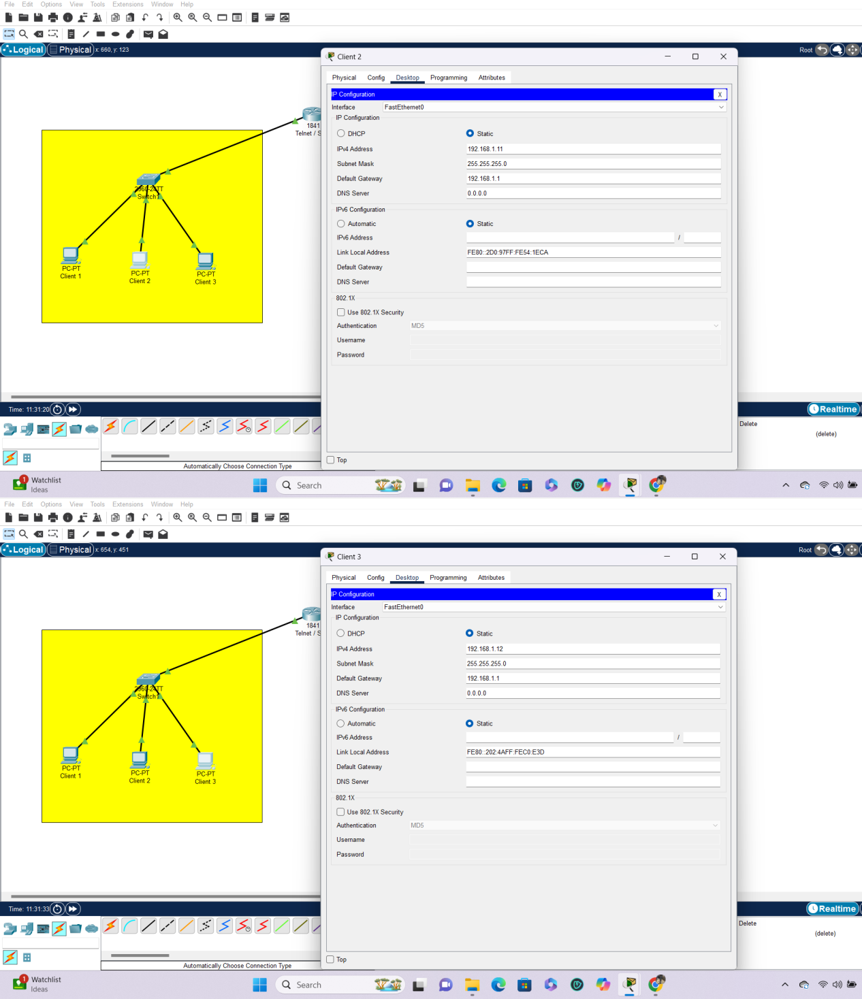 File Edit Options View Tools Extensions Window Help
Logical Physical x: 660, y: 123
Root
1841
Telnet / S
2960-24TT
Switch1
PC-PT
Client 1
PC-PT
Client 2
PC-PT
Client 3
Client 2
Physical Config Desktop Programming Attributes
IP Configuration X
Interface FastEthernet0
IP Configuration
DHCP Static
IPv4 Address 192.168.1.11
Subnet Mask 255.255.255.0
Default Gateway 192.168.1.1
DNS Server 0.0.0.0
IPv6 Configuration
Automatic Static
IPv6 Address /
Link Local Address FE80::2D0:97FF:FE54:1ECA
Default Gateway
DNS Server
802.1X
Use 802.1X Security
Authentication MD5
Username
Password
Top
Time: 11:31:20
Realtime
Automatically Choose Connection Type
Delete
(delete)
1
Watchlist
Ideas
Search
File Edit Options View Tools Extensions Window Help
Logical Physical x: 654, y: 451
Root
1841
Telnet / S
2960-24TT
Switch1
PC-PT
Client 1
PC-PT
Client 2
PC-PT
Client 3
Client 3
Physical Config Desktop Programming Attributes
IP Configuration X
Interface FastEthernet0
IP Configuration
DHCP Static
IPv4 Address 192.168.1.12
Subnet Mask 255.255.255.0
Default Gateway 192.168.1.1
DNS Server 0.0.0.0
IPv6 Configuration
Automatic Static
IPv6 Address /
Link Local Address FE80::202:4AFF:FEC0:E3D
Default Gateway
DNS Server
802.1X
Use 802.1X Security
Authentication MD5
Username
Password
Top
Time: 11:31:33
Realtime
Automatically Choose Connection Type
Delete
(delete)
1
Watchlist
Ideas
Search